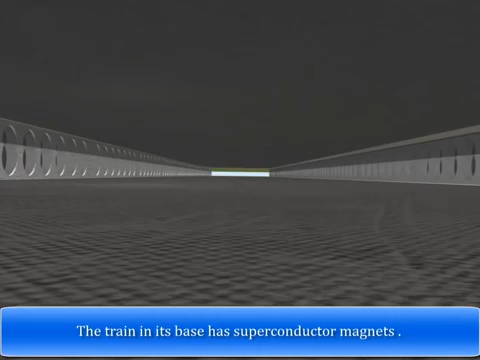 The train in its base has superconductor magnets .